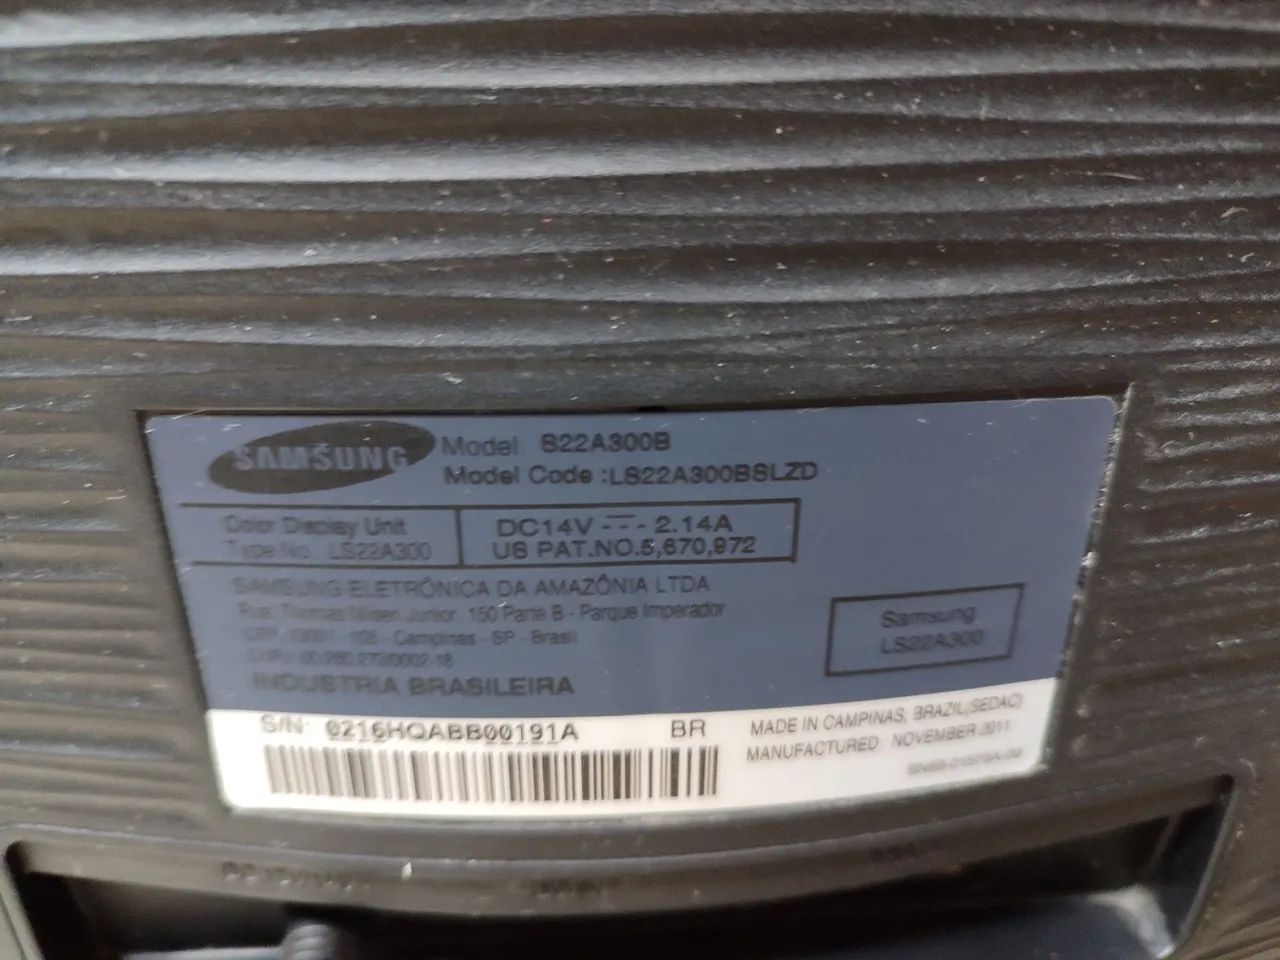 SAMSUNG
Model: S22A300B
Model Code :LS22A300BSLZD
Color Display Unit
Type No. LS22A300
DC14V 2.14A
US PAT.NO.5,670,972
SAMSUNG ELETRÔNICA DA AMAZÔNIA LTDA
Rua Thomas Nilsen Junior, 150 Parte B - Parque Imperador
Campinas - SP - Brasil
INDÚSTRIA BRASILEIRA
Samsung
LS22A300
S/N: 0216HQABB00191A
BR
MADE IN CAMPINAS, BRAZIL(SEDAC)
MANUFACTURED: NOVEMBER 2011